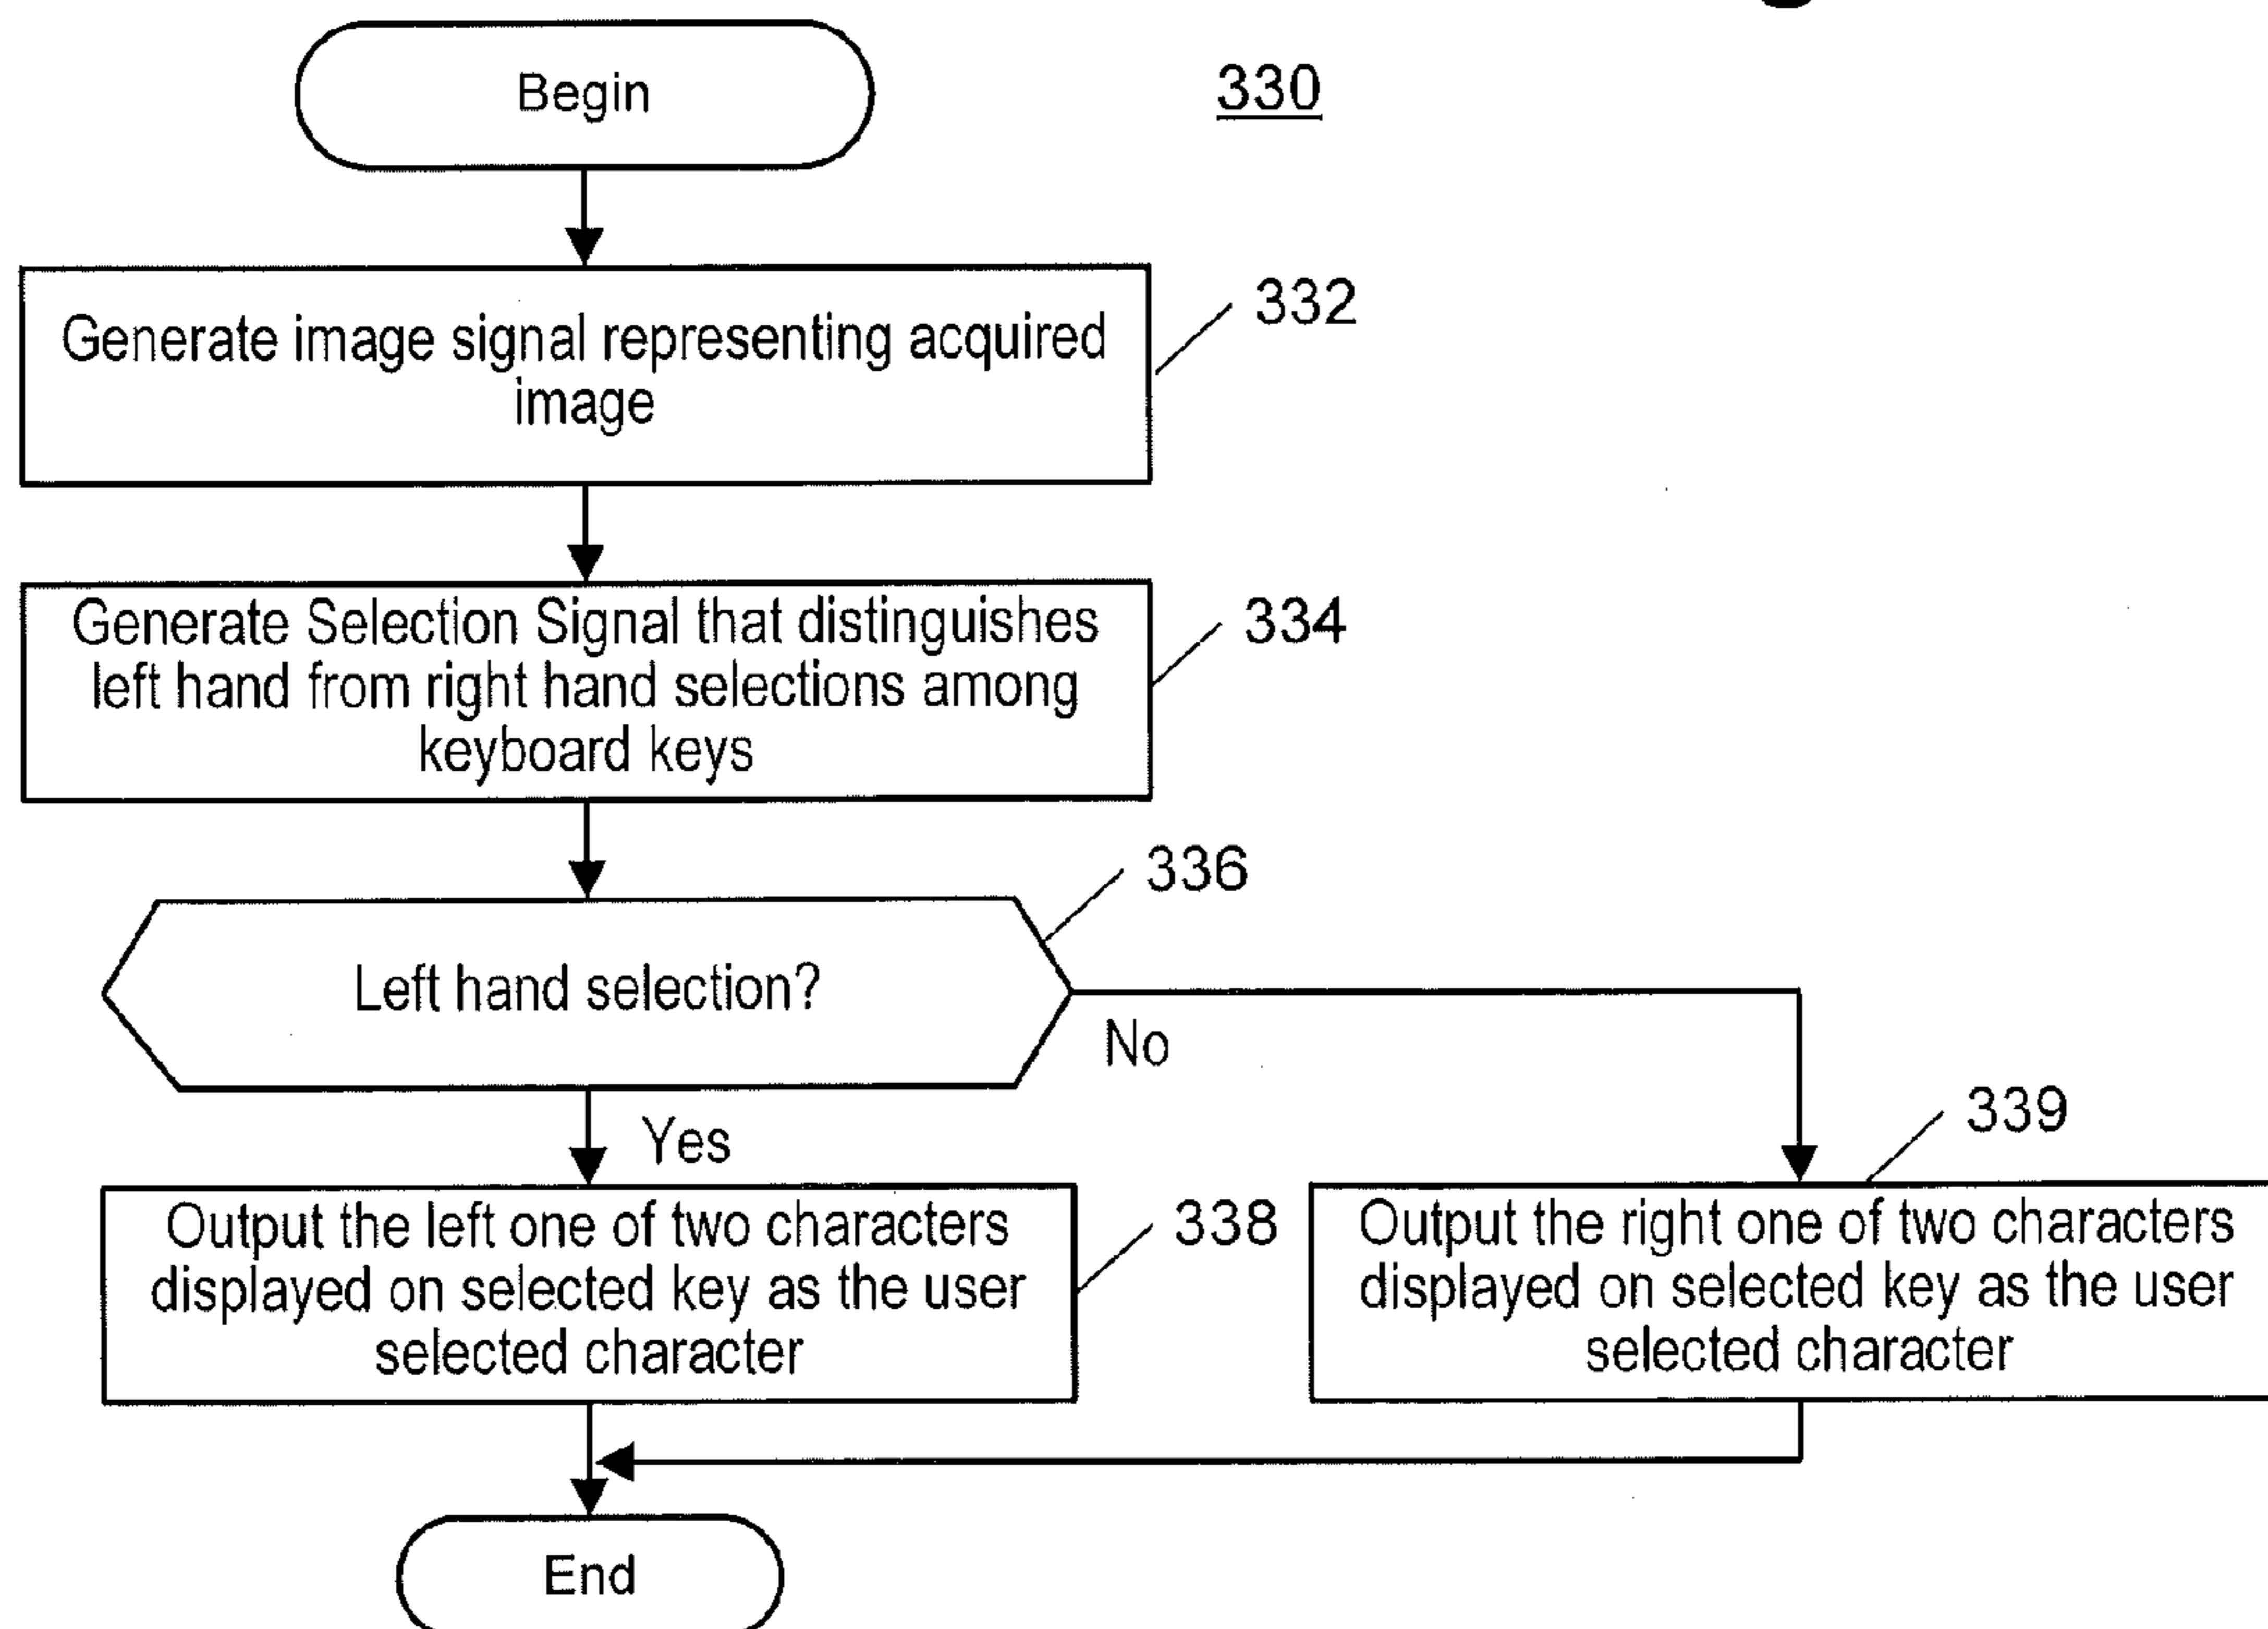 Begin
330
Generate image signal representing acquired
image
332
Generate Selection Signal that distinguishes
left hand from right hand selections among
keyboard keys
334
336
Left hand selection?
No
Yes
339
Output the left one of two characters
displayed on selected key as the user
selected character
338
Output the right one of two characters
displayed on selected key as the user
selected character
End